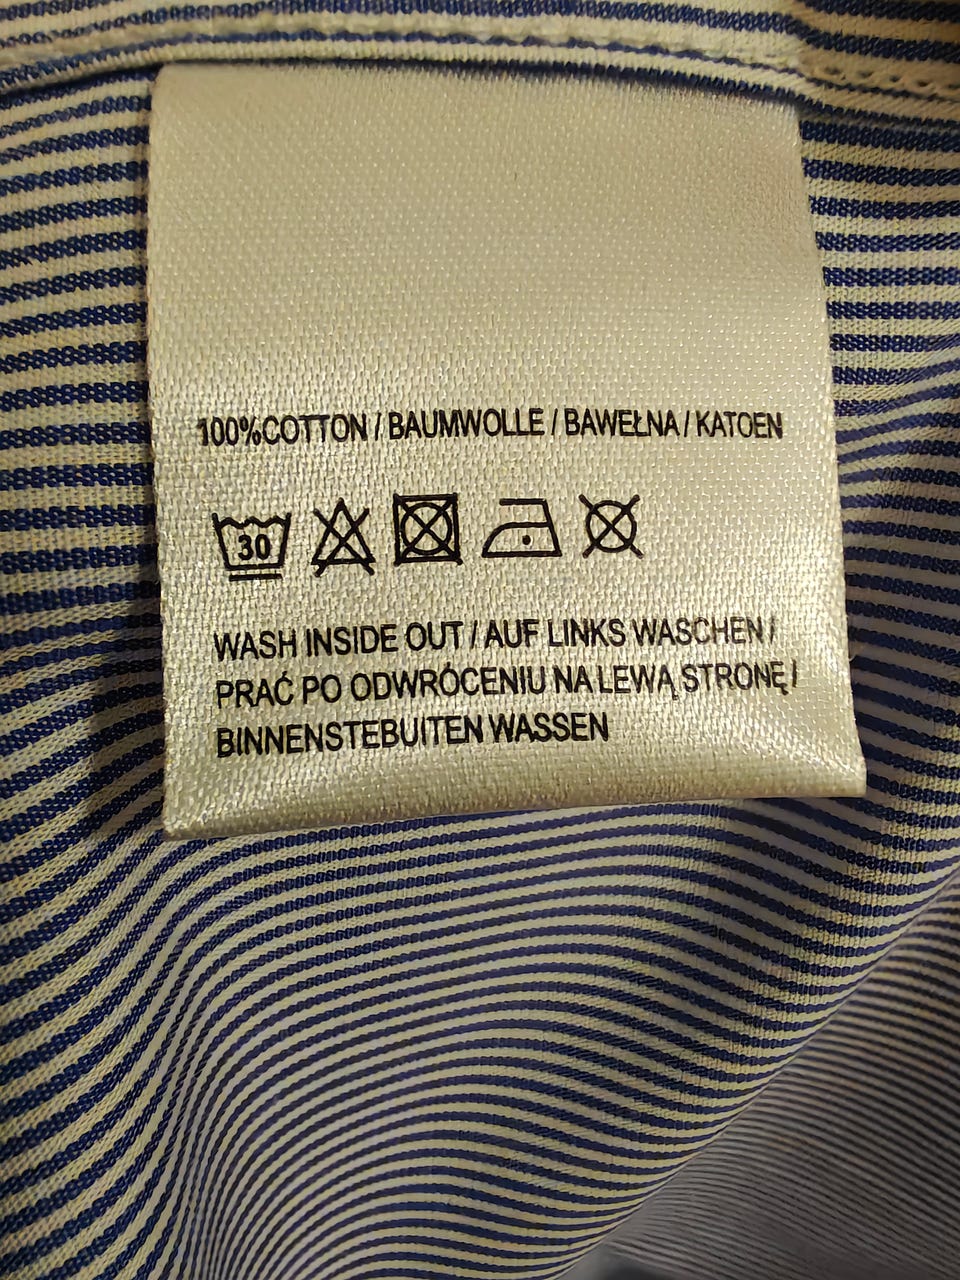 100%COTTON / BAUMWOLLE / BAWEŁNA / KATOEN
30
WASH INSIDE OUT / AUF LINKS WASCHEN /
PRAĆ PO ODWRÓCENIU NA LEWĄ STRONĘ /
BINNENSTEBUITEN WASSEN